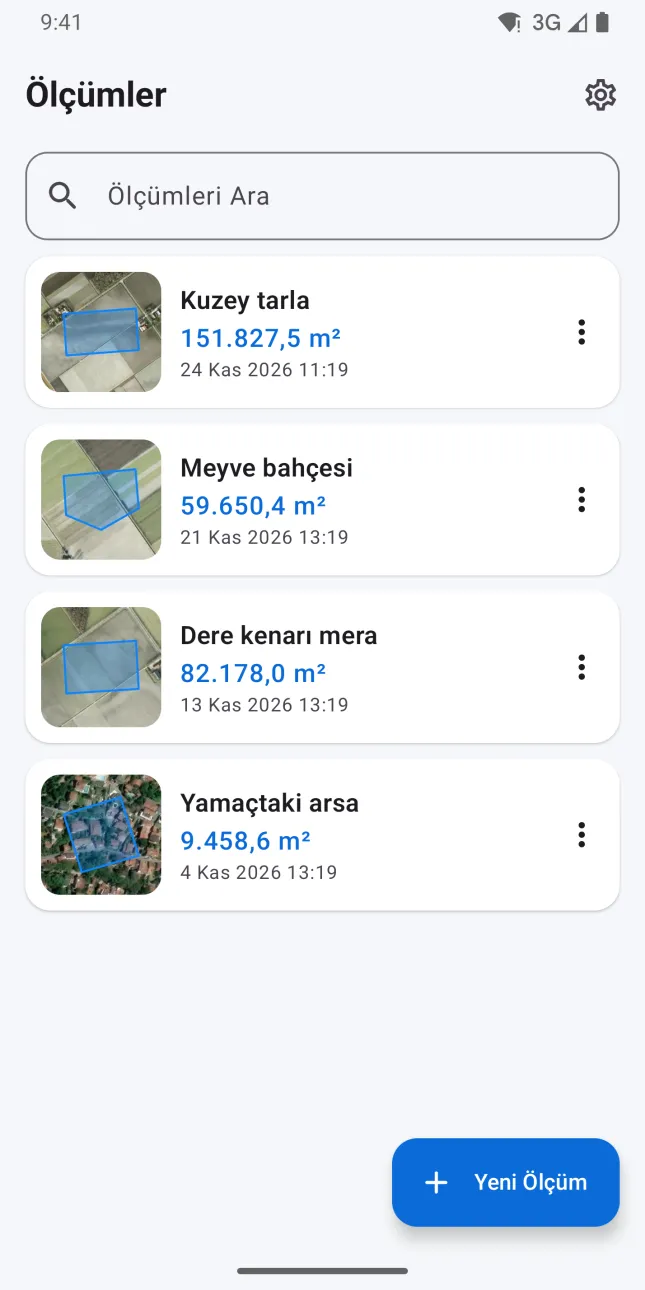 9:41
3G
Ölçümler
Ölçümleri Ara
Kuzey tarla
151.827,5 m²
24 Kas 2026 11:19
Meyve bahçesi
59.650,4 m²
21 Kas 2026 13:19
Dere kenarı mera
82.178,0 m²
13 Kas 2026 13:19
Yamaçtaki arsa
9.458,6 m²
4 Kas 2026 13:19
Yeni Ölçüm